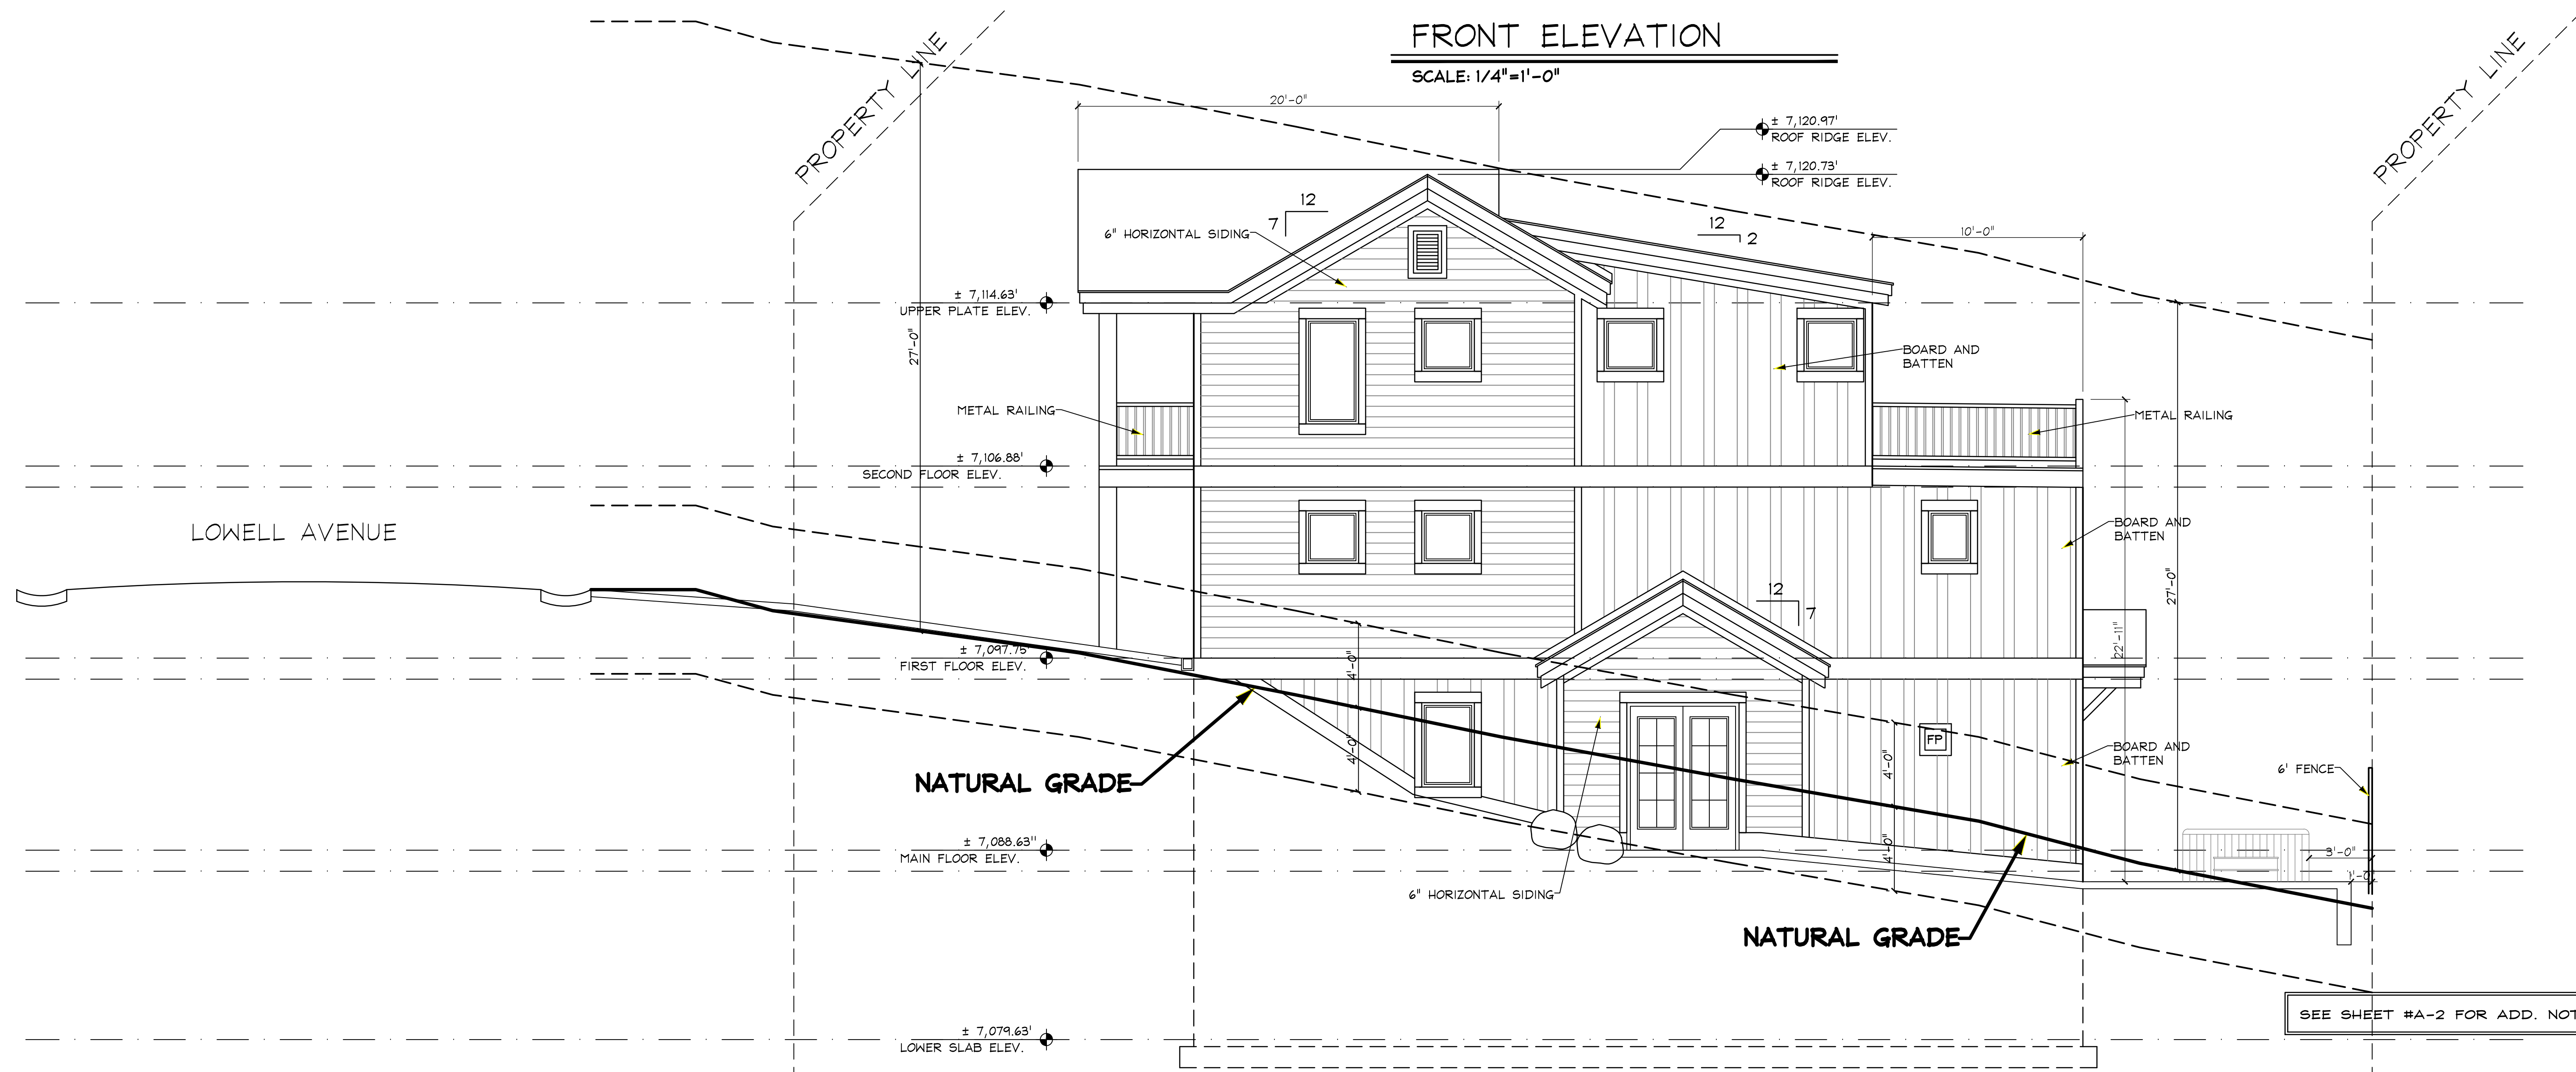 FRONT ELEVATION
SCALE: 1/4"=1'-0"
PROPERTY LINE
PROPERTY LINE
20'-0"
± 7,120.97'
ROOF RIDGE ELEV.
± 7,120.73'
ROOF RIDGE ELEV.
12
7
6" HORIZONTAL SIDING
12
2
10'-0"
± 7,114.63'
UPPER PLATE ELEV.
27'-0"
BOARD AND
BATTEN
METAL RAILING
METAL RAILING
± 7,106.88'
SECOND FLOOR ELEV.
LOWELL AVENUE
BOARD AND
BATTEN
27'-0"
12
7
22'-11"
± 7,097.75'
FIRST FLOOR ELEV.
4'-0"
4'-0"
FP
BOARD AND
BATTEN
4'-0"
4'-0"
6' FENCE
NATURAL GRADE
± 7,088.63"
MAIN FLOOR ELEV.
3'-0"
1'-0"
6" HORIZONTAL SIDING
NATURAL GRADE
SEE SHEET #A-2 FOR ADD. NOT
± 7,079.63'
LOWER SLAB ELEV.